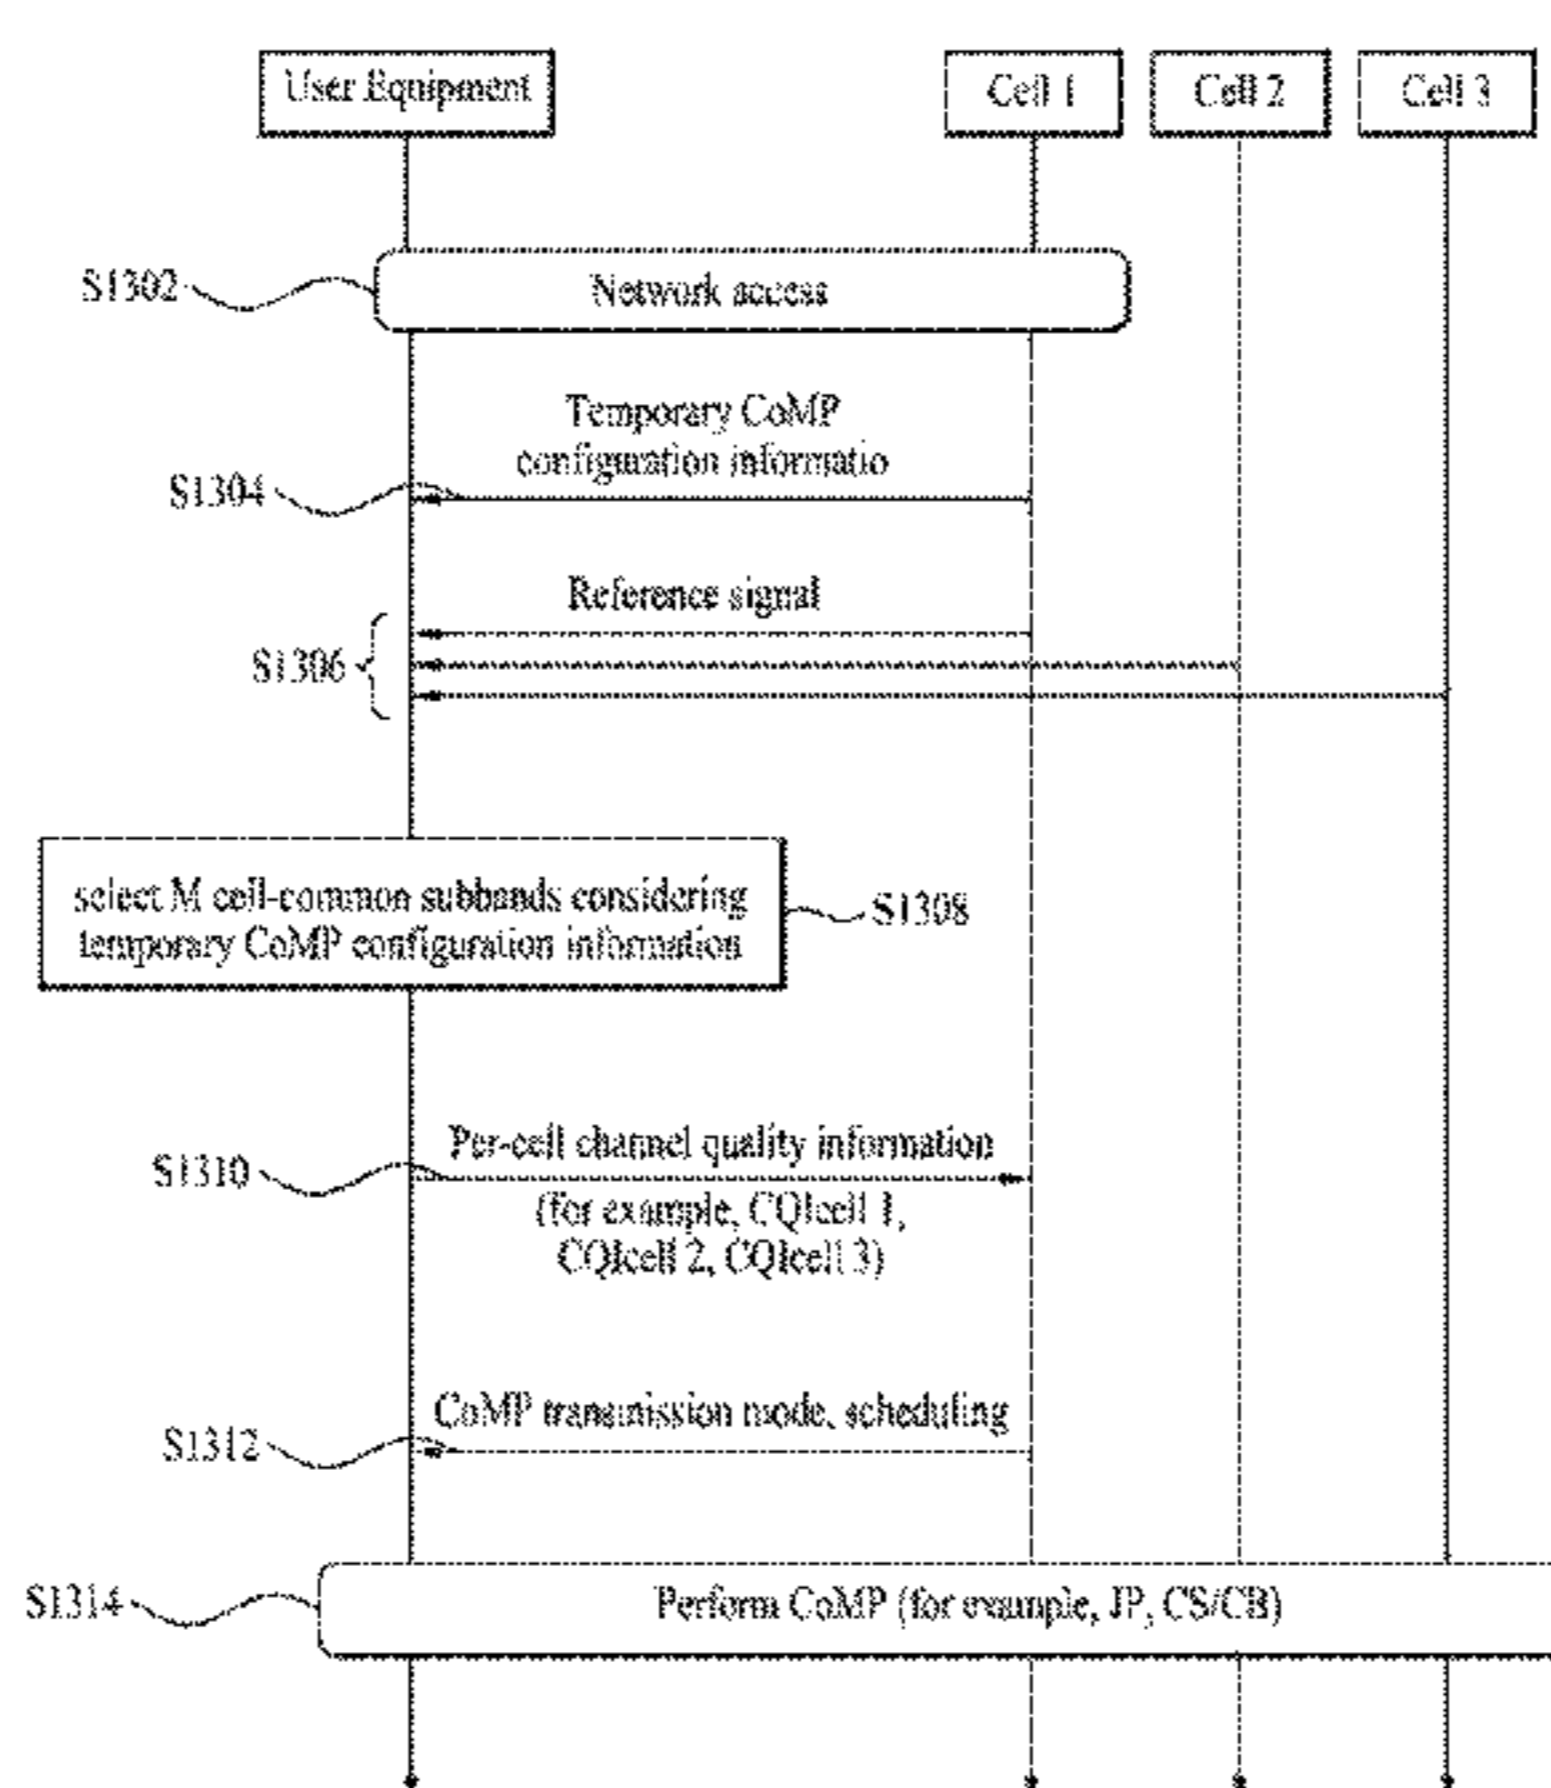 User Equipment
Cell 1
Cell 2
Cell 3
S1302
Network access
Temporary CoMP
configuration informatio
S1304
Reference signal
S1306
select M cell-common subbands considering
temporary CoMP configuration information
S1308
Per-cell channel quality information
S1310
(for example, CQIcell 1,
CQIcell 2, CQIcell 3)
CoMP transmission mode, scheduling
S1312
S1314
Perform CoMP (for example, JP, CS/CB)